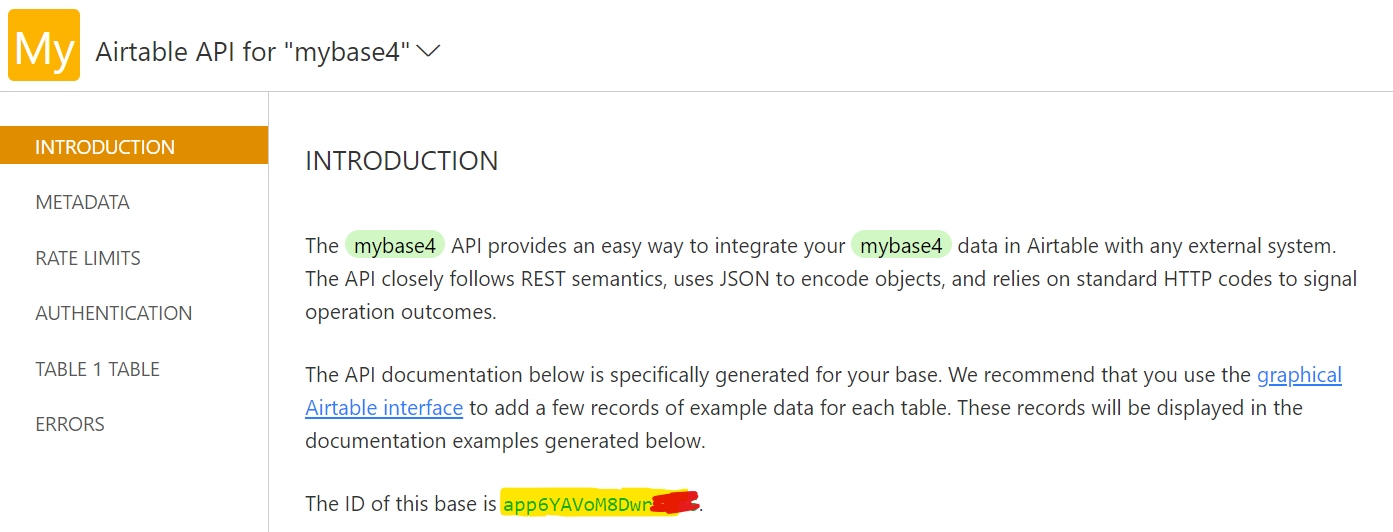 My
Airtable API for "mybase4"
INTRODUCTION
METADATA
RATE LIMITS
AUTHENTICATION
TABLE 1 TABLE
ERRORS
INTRODUCTION
The mybase4 API provides an easy way to integrate your mybase4 data in Airtable with any external system.
The API closely follows REST semantics, uses JSON to encode objects, and relies on standard HTTP codes to signal
operation outcomes.
The API documentation below is specifically generated for your base. We recommend that you use the graphical
Airtable interface to add a few records of example data for each table. These records will be displayed in the
documentation examples generated below.
The ID of this base is app6YAVoM8Dwr